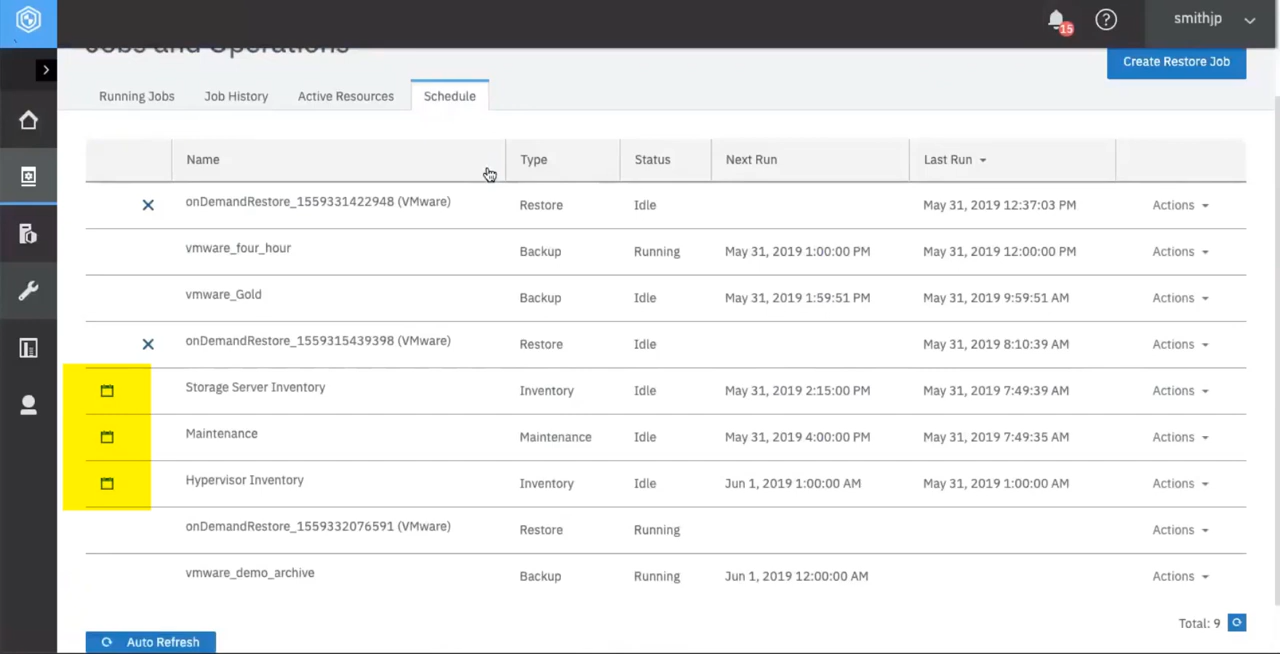 15
smithjp
Jobs and Operations
Create Restore Job
Running Jobs Job History Active Resources Schedule
Name Type Status Next Run Last Run
onDemandRestore_1559331422948 (VMware) Restore Idle May 31, 2019 12:37:03 PM Actions
vmware_four_hour Backup Running May 31, 2019 1:00:00 PM May 31, 2019 12:00:00 PM Actions
vmware_Gold Backup Idle May 31, 2019 1:59:51 PM May 31, 2019 9:59:51 AM Actions
onDemandRestore_1559315439398 (VMware) Restore Idle May 31, 2019 8:10:39 AM Actions
Storage Server Inventory Inventory Idle May 31, 2019 2:15:00 PM May 31, 2019 7:49:39 AM Actions
Maintenance Maintenance Idle May 31, 2019 4:00:00 PM May 31, 2019 7:49:35 AM Actions
Hypervisor Inventory Inventory Idle Jun 1, 2019 1:00:00 AM May 31, 2019 1:00:00 AM Actions
onDemandRestore_1559332076591 (VMware) Restore Running Actions
vmware_demo_archive Backup Running Jun 1, 2019 12:00:00 AM Actions
Total: 9
Auto Refresh